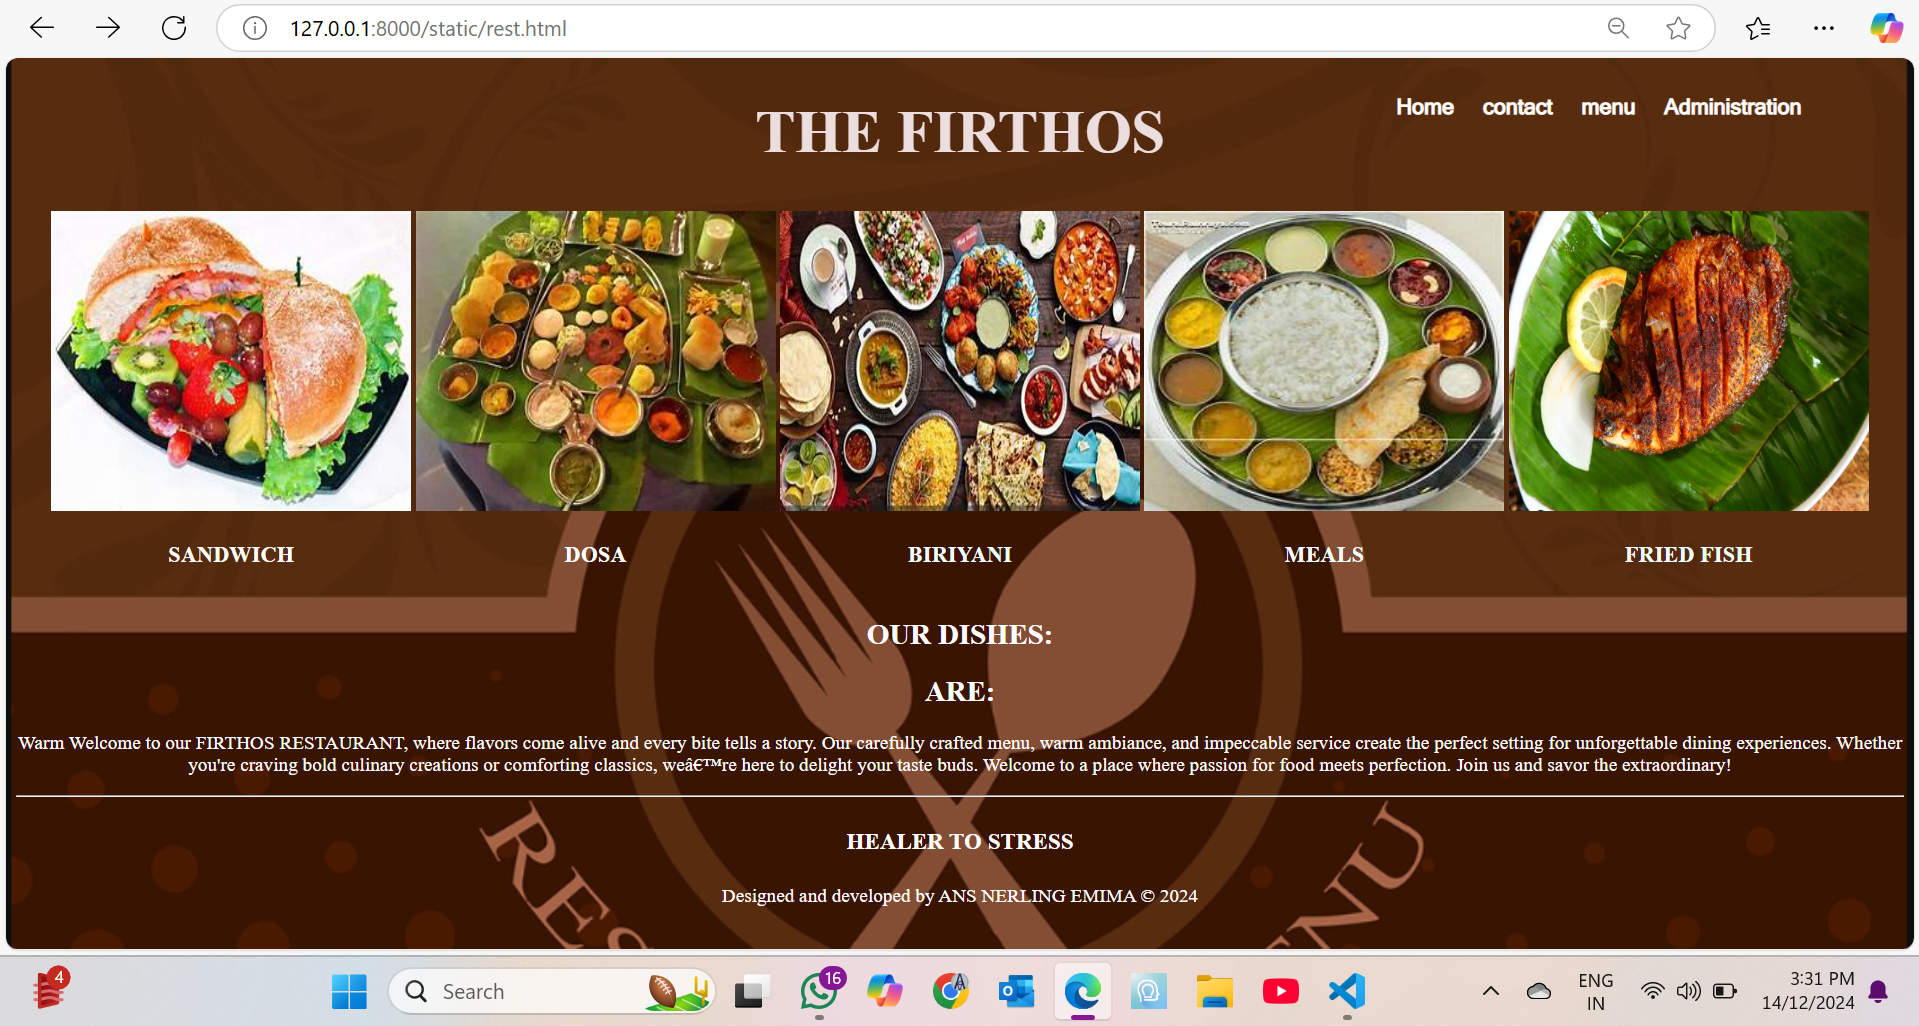 127.0.0.1:8000/static/rest.html
Home contact menu Administration
THE FIRTHOS
SANDWICH DOSA BIRIYANI MEALS FRIED FISH
OUR DISHES:
ARE:
Warm Welcome to our FIRTHOS RESTAURANT, where flavors come alive and every bite tells a story. Our carefully crafted menu, warm ambiance, and impeccable service create the perfect setting for unforgettable dining experiences. Whether
you're craving bold culinary creations or comforting classics, weâ€™re here to delight your taste buds. Welcome to a place where passion for food meets perfection. Join us and savor the extraordinary!
HEALER TO STRESS
Designed and developed by ANS NERLING EMIMA © 2024
RES
NU
4
Search
16
ENG
IN
3:31 PM
14/12/2024